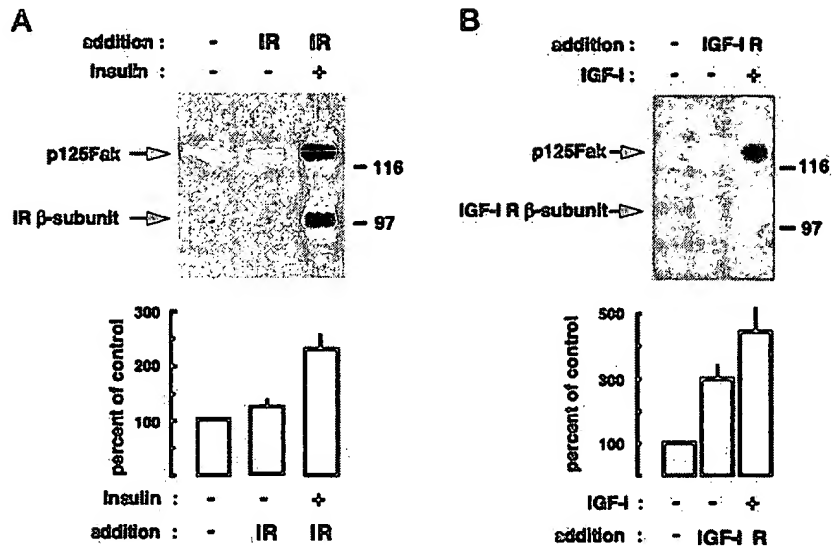 A
addition : - IR IR
Insulin : - - +
p125Fak
116
IR β-subunit
97
300
200
100
percent of control
Insulin : - - +
addition : - IR IR
B
addition : - IGF-I R
IGF-I : - - +
p125Fak
116
IGF-I R β-subunit
97
500
300
100
percent of control
IGF-I : - - +
addition : - IGF-I R